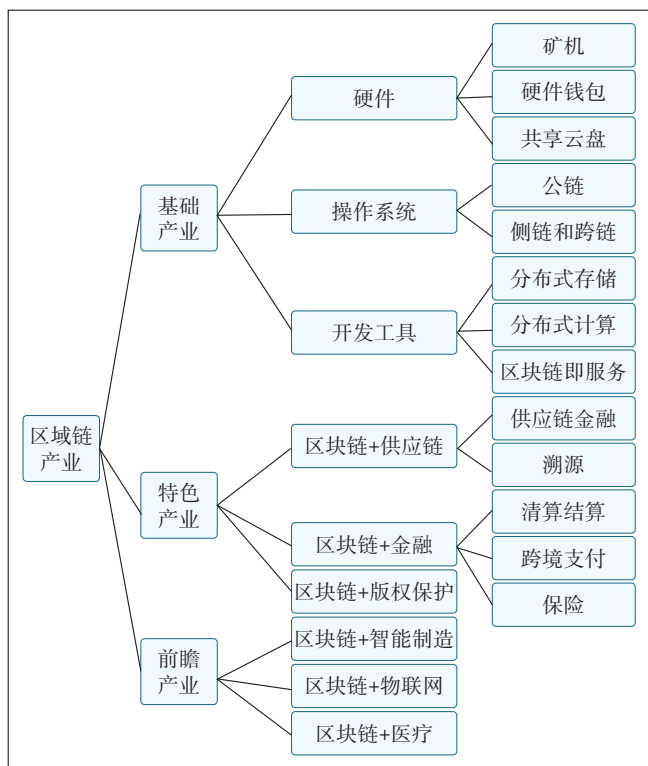 矿机
硬件
硬件钱包
共享云盘
基础
产业
公链
操作系统
侧链和跨链
分布式存储
开发工具
分布式计算
区块链即服务
区域链
产业
供应链金融
区块链+供应链
溯源
特色
产业
清算结算
区块链+金融
跨境支付
区块链+版权保护
保险
前瞻
产业
区块链+智能制造
区块链+物联网
区块链+医疗